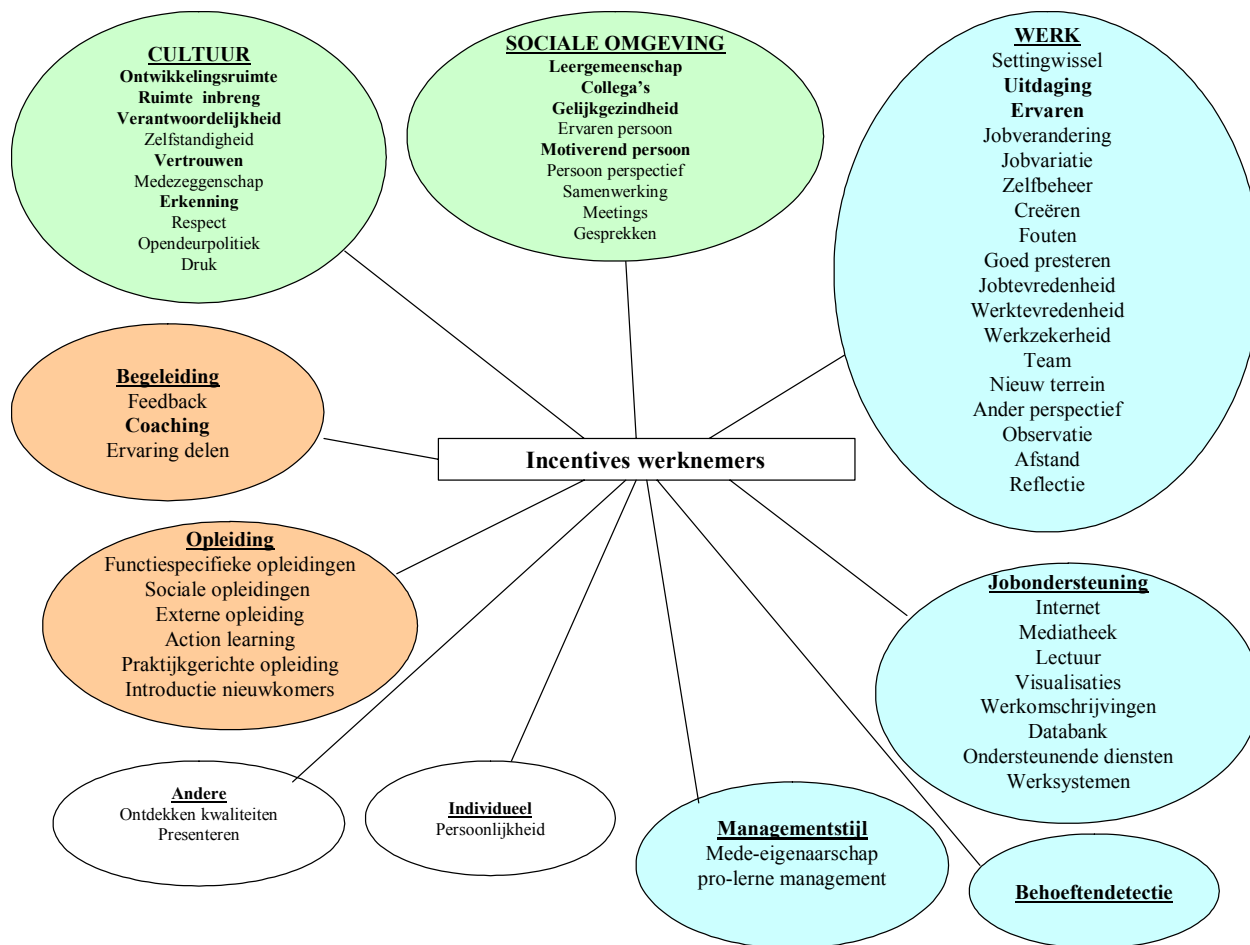 CULTUUR
Ontwikkelingsruimte
Ruimte inbreng
Verantwoordelijkheid
Zelfstandigheid
Vertrouwen
Medezeggenschap
Erkenning
Respect
Opendeurpolitiek
Druk
SOCIALE OMGEVING
Leergemeenschap
Collega's
Gelijkgezindheid
Ervaren persoon
Motiverend persoon
Persoon perspectief
Samenwerking
Meetings
Gesprekken
WERK
Settingwissel
Uitdaging
Ervaren
Jobverandering
Jobvariatie
Zelfbeheer
Creëren
Fouten
Goed presteren
Jobtevredenheid
Werktevredenheid
Werkzekerheid
Team
Nieuw terrein
Ander perspectief
Observatie
Afstand
Reflectie
Begeleiding
Feedback
Coaching
Ervaring delen
Incentives werknemers
Opleiding
Functiespecifieke opleidingen
Sociale opleidingen
Externe opleiding
Action learning
Praktijkgerichte opleiding
Introductie nieuwkomers
Jobondersteuning
Internet
Mediatheek
Lectuur
Visualisaties
Werkomschrijvingen
Databank
Ondersteunende diensten
Werksystemen
Andere
Ontdekken kwaliteiten
Presenteren
Individueel
Persoonlijkheid
Managementstijl
Mede-eigenaarschap
pro-lerne management
Behoeftendetectie